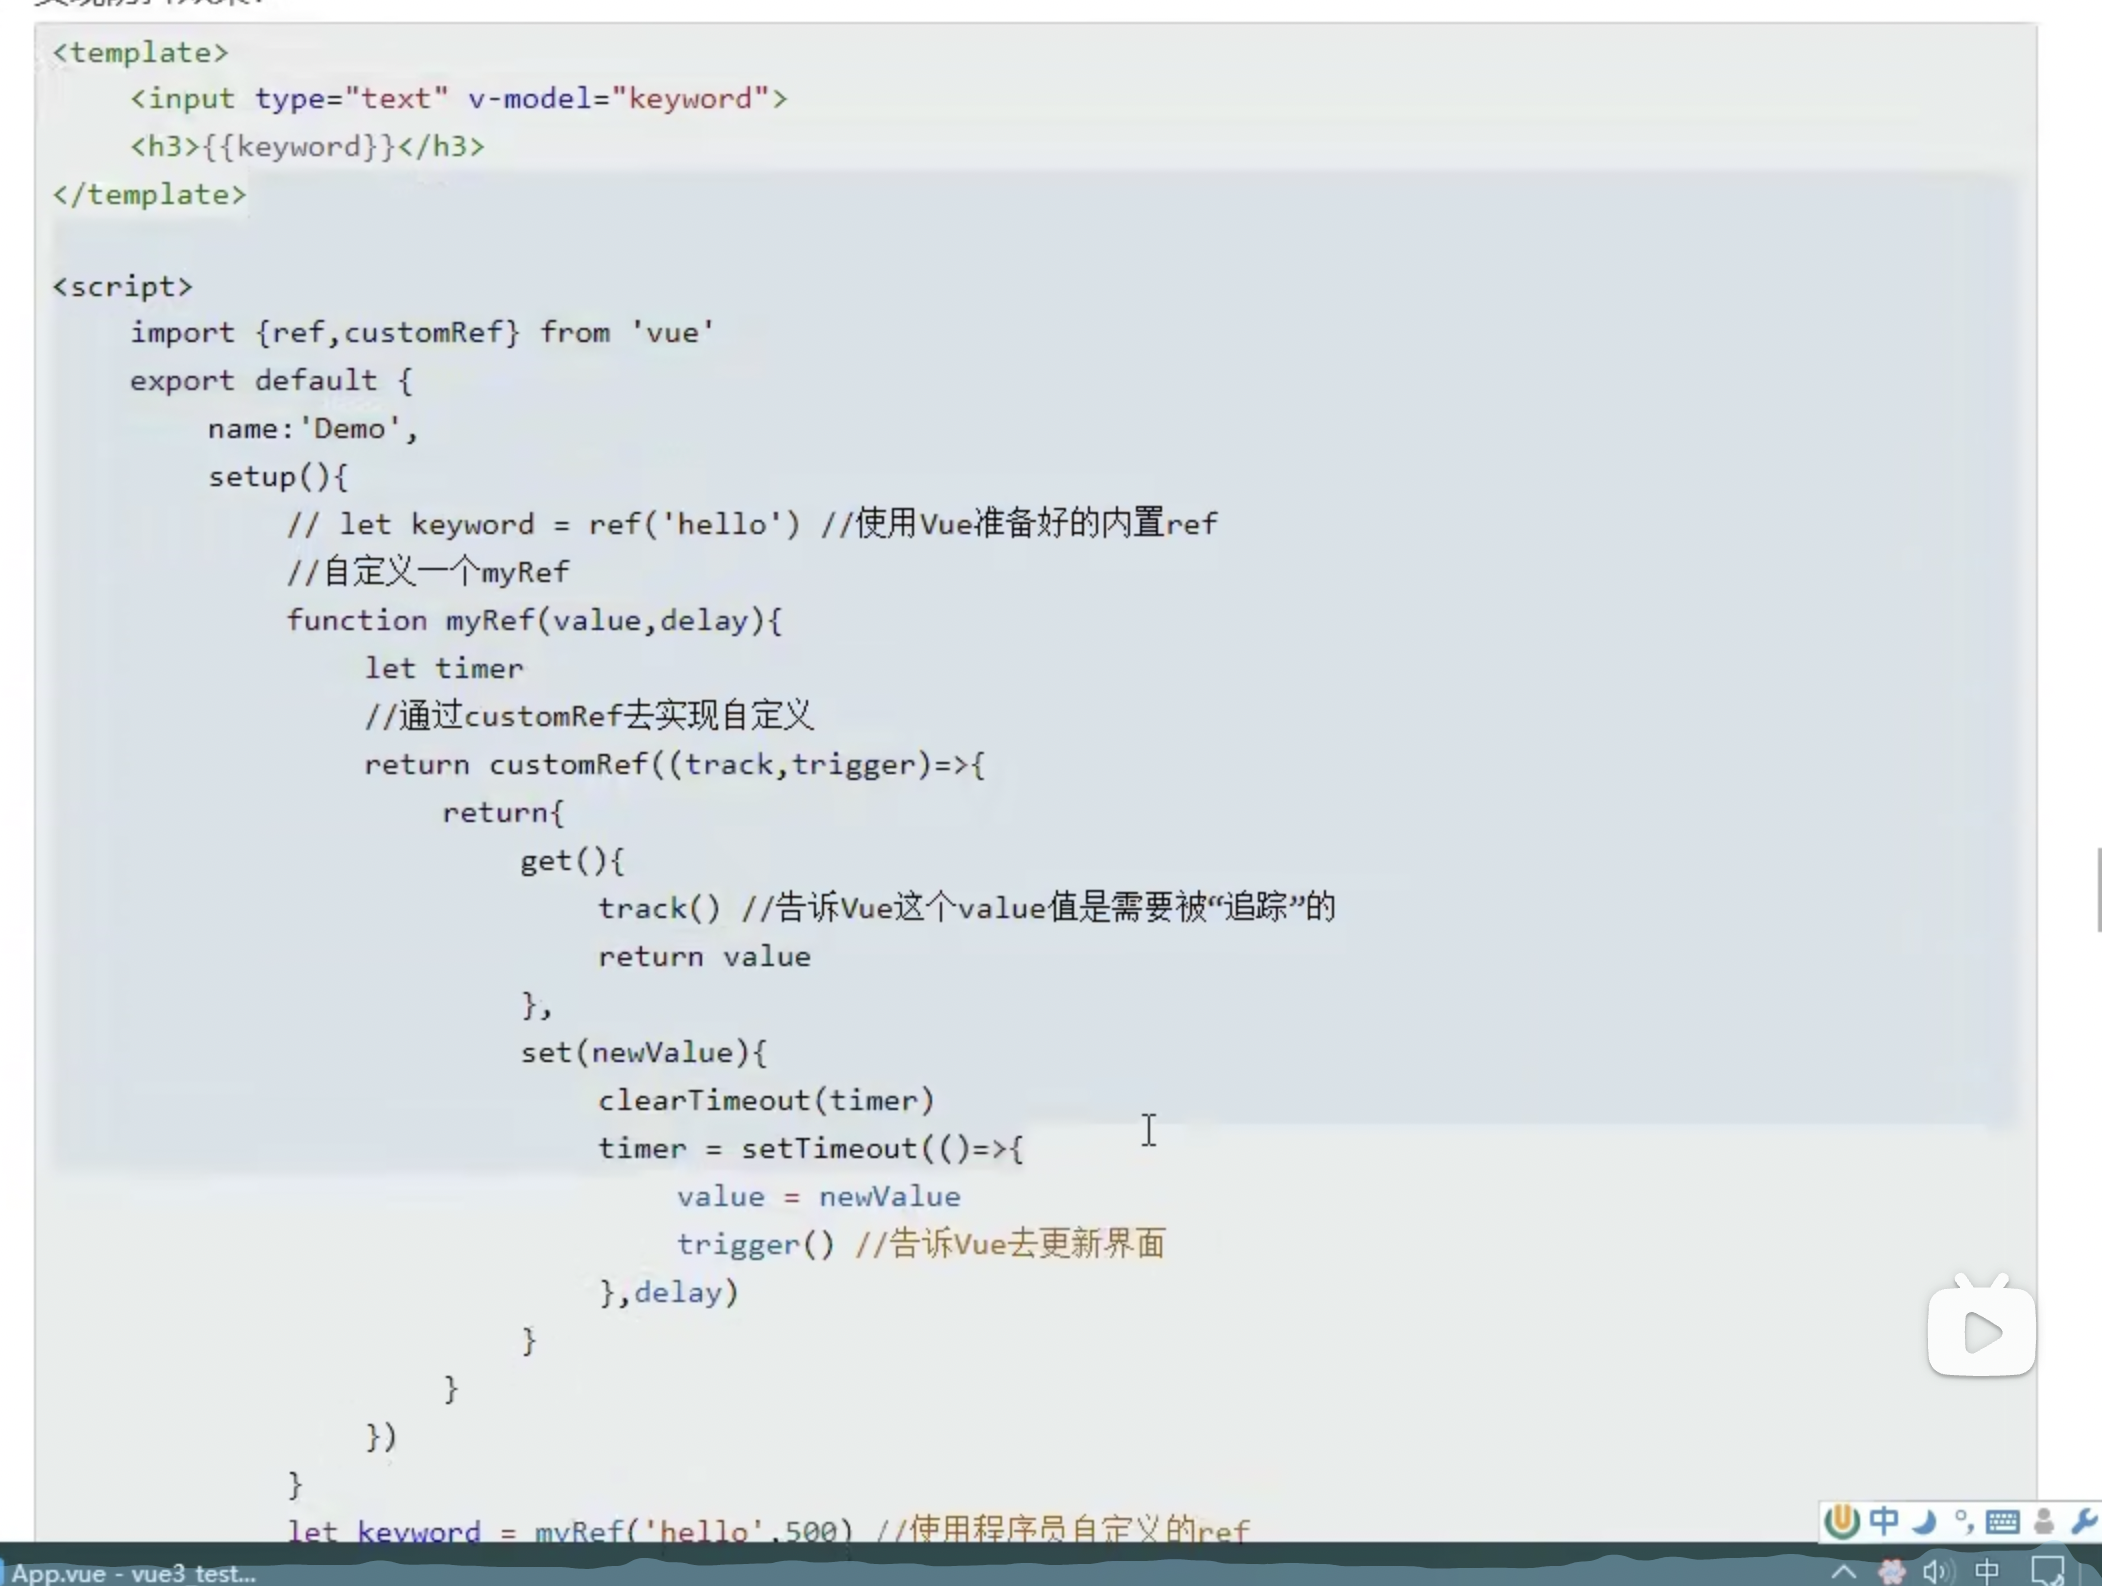 <template>
<input type="text" v-model="keyword">
<h3>{{keyword}}</h3>
</template>
<script>
import {ref,customRef} from 'vue'
export default {
name:'Demo',
setup(){
// let keyword = ref('hello') //使用Vue准备好的内置ref
//自定义一个myRef
function myRef(value,delay){
let timer
//通过customRef去实现自定义
return customRef((track,trigger)=>{
return{
get(){
track() //告诉Vue这个value值是需要被“追踪”的
return value
},
set(newValue){
clearTimeout(timer)
timer = setTimeout(()=>{
value = newValue
trigger() //告诉Vue去更新界面
},delay)
}
}
})
}
let keyword = myRef('hello',500) //使用程序员自定义的ref
中
App.vue - vue3_test...
中